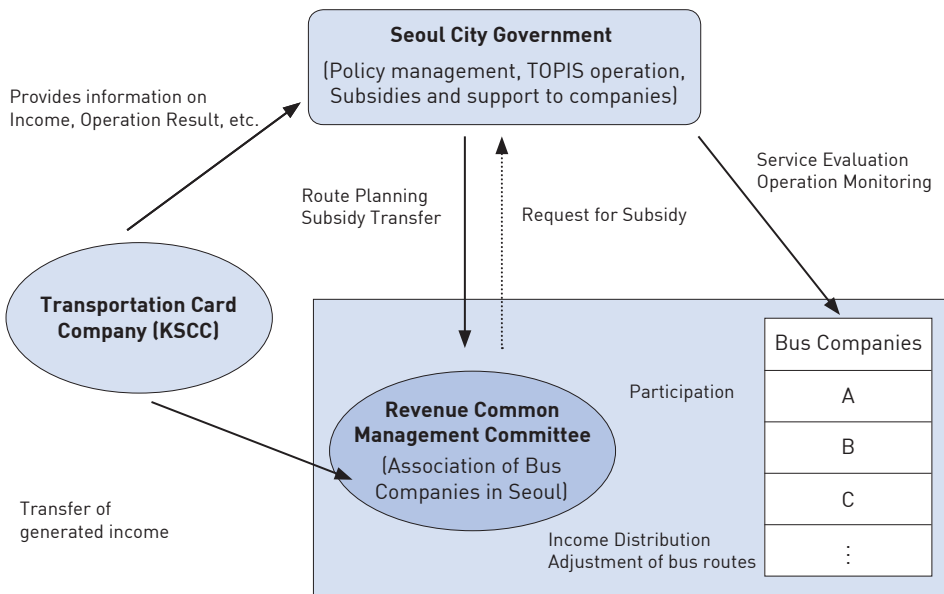 Seoul City Government
(Policy management, TOPIS operation,
Subsidies and support to companies)
Provides information on
Income, Operation Result, etc.
Route Planning
Subsidy Transfer
Request for Subsidy
Service Evaluation
Operation Monitoring
Transportation Card
Company (KSCC)
Revenue Common
Management Committee
(Association of Bus
Companies in Seoul)
Participation
Bus Companies
A
B
C
⋮
Transfer of
generated income
Income Distribution
Adjustment of bus routes